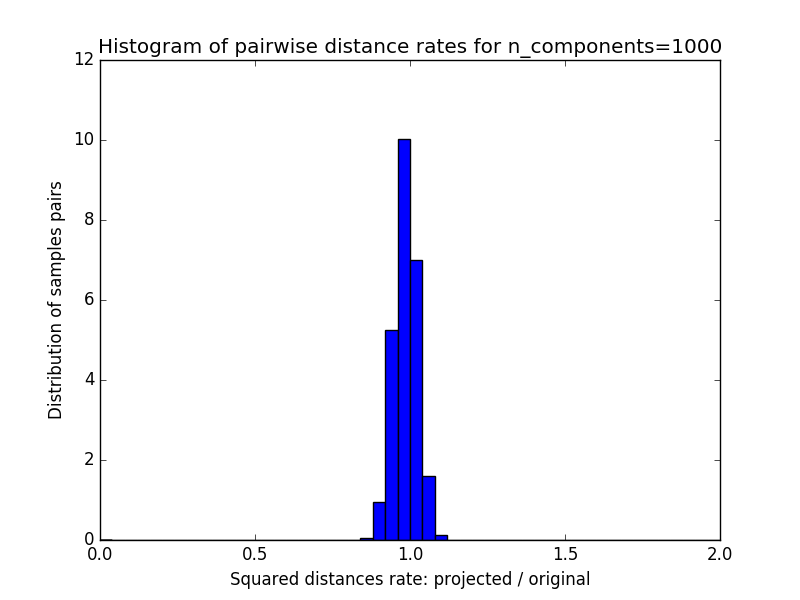 Histogram of pairwise distance rates for n_components=1000
12
10
8
6
4
2
0
Distribution of samples pairs
0.0 0.5 1.0 1.5 2.0
Squared distances rate: projected / original